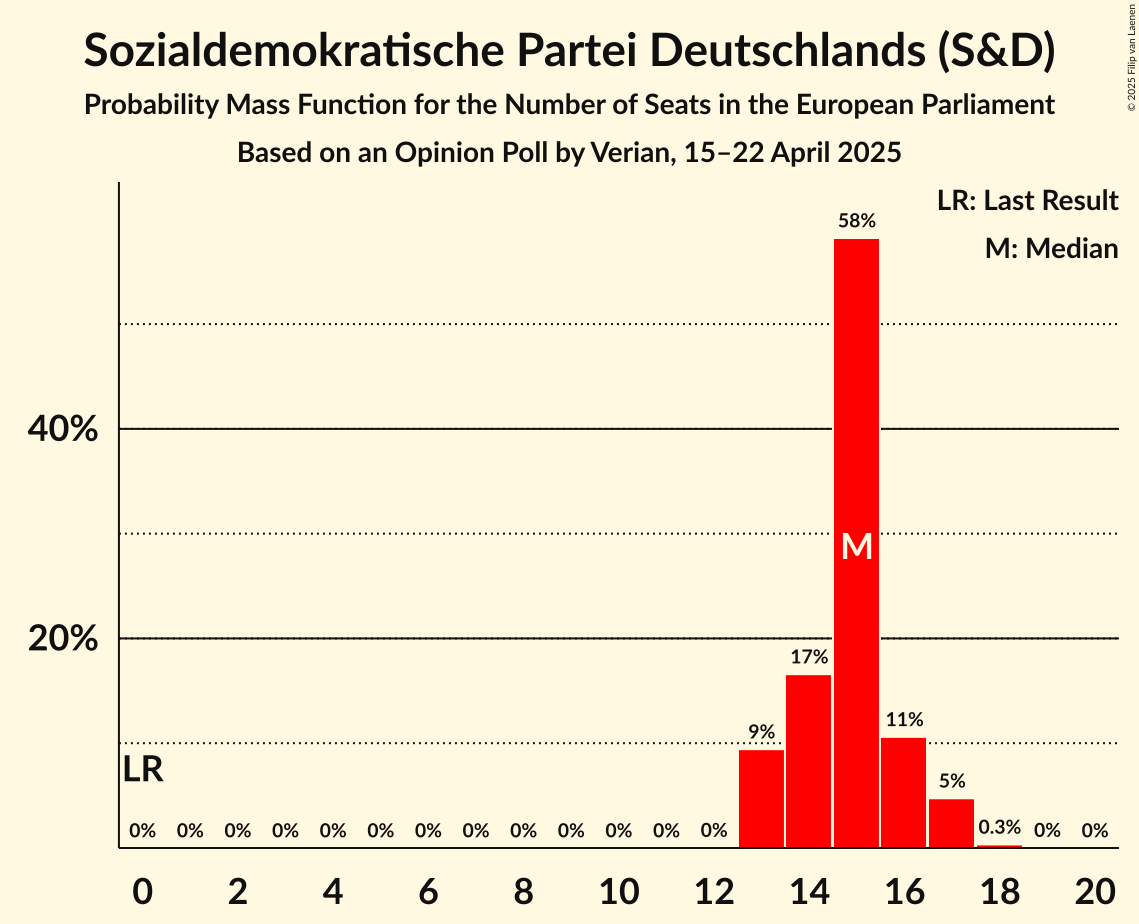 Sozialdemokratische Partei Deutschlands (S&D)
Probability Mass Function for the Number of Seats in the European Parliament
Based on an Opinion Poll by Verian, 15–22 April 2025
© 2025 Filip van Laenen
LR: Last Result
M: Median
58%
40%
M
20%
17%
11%
9%
LR
5%
0% 0% 0% 0% 0% 0% 0% 0% 0% 0% 0% 0% 0% 0.3% 0% 0%
0 2 4 6 8 10 12 14 16 18 20